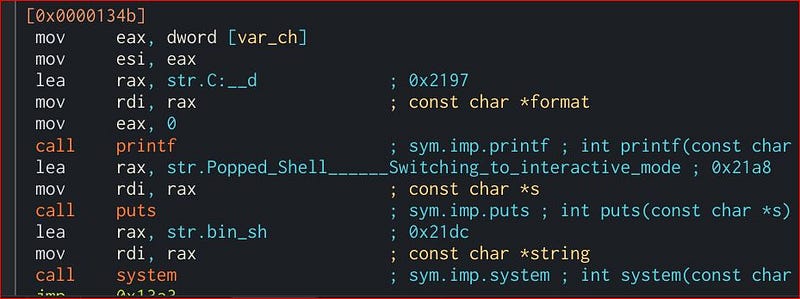 [0x0000134b]
mov eax, dword [var_ch]
mov esi, eax
lea rax, str.C:__d ; 0x2197
mov rdi, rax ; const char *format
mov eax, 0
call printf ; sym.imp.printf ; int printf(const char
lea rax, str.Popped_Shell______Switching_to_interactive_mode ; 0x21a8
mov rdi, rax ; const char *s
call puts ; sym.imp.puts ; int puts(const char *s)
lea rax, str.bin_sh ; 0x21dc
mov rdi, rax ; const char *string
call system ; sym.imp.system ; int system(const char
jmp